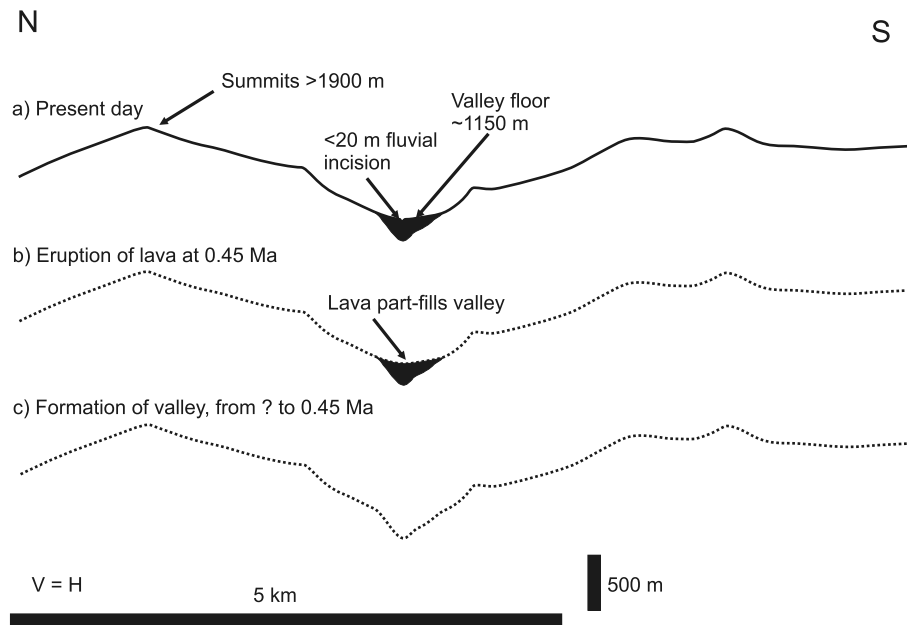 N
S
Summits >1900 m
a) Present day
Valley floor
~1150 m
<20 m fluvial
incision
b) Eruption of lava at 0.45 Ma
Lava part-fills valley
c) Formation of valley, from ? to 0.45 Ma
V = H
5 km
500 m